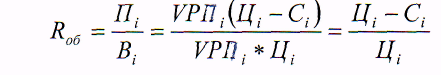 R_об = П_i / В_i = VРП_i(Ц_i − С_i) / VРП_i * Ц_i = Ц_i − С_i / Ц_i